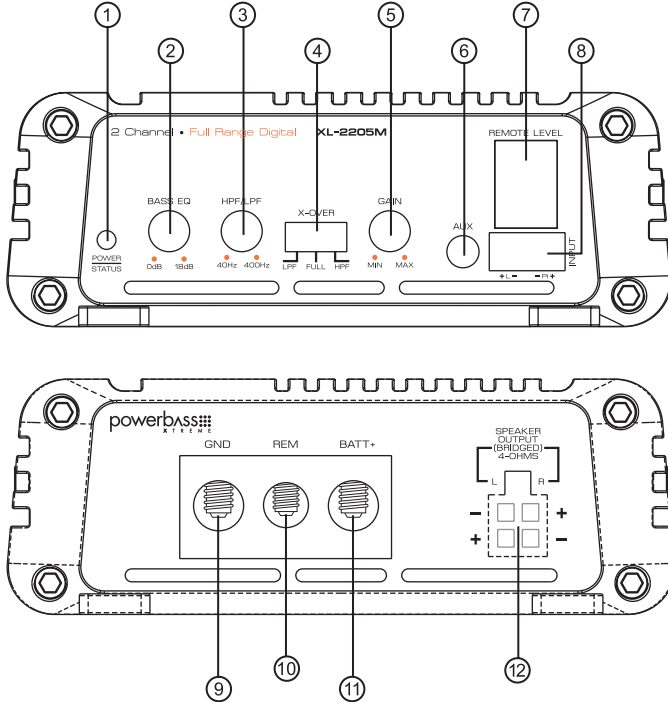 1 2 3 4 5 6 7 8
2 Channel • Full Range Digital XL-2205M
REMOTE LEVEL
BASS EQ HPF/LPF X-OVER GAIN AUX INPUT
POWER
STATUS
0dB 18dB 40Hz 400Hz LPF FULL HPF MIN MAX
+L- -R+
powerbass
XTREME
GND REM BATT+
SPEAKER
OUTPUT
(BRIDGED)
4-OHMS
L R
- +
+ -
9 10 11 12